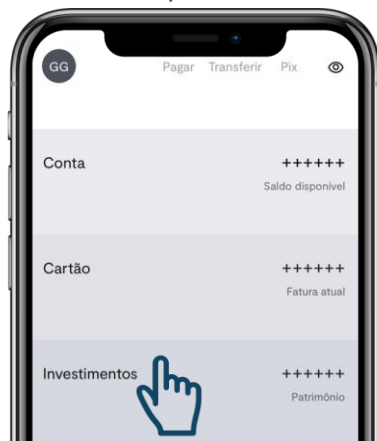 GG Pagar Transferir Pix
Conta ++++++
Saldo disponível
Cartão ++++++
Fatura atual
Investimentos ++++++
Patrimônio